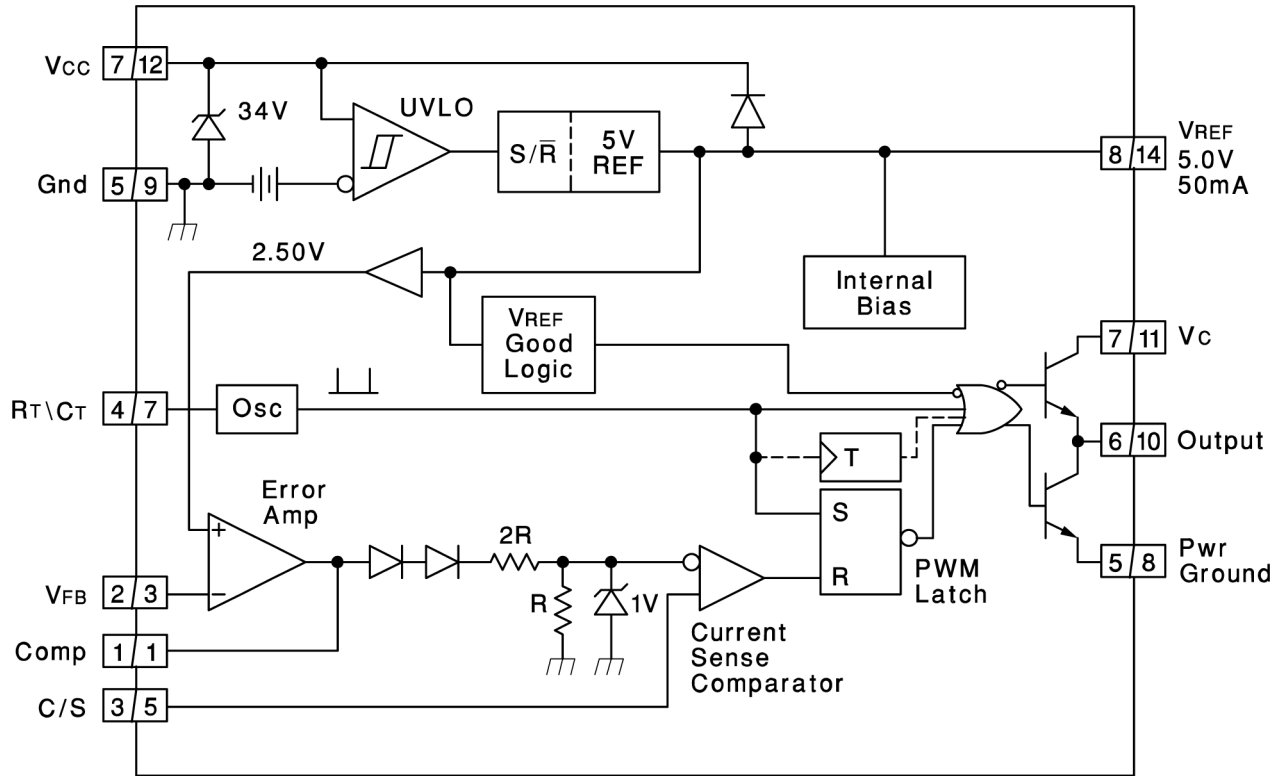 Vcc 7/12
34V
UVLO
S/R̅
5V
REF
8/14
VREF
5.0V
50mA
Gnd 5/9
2.50V
VREF
Good
Logic
Internal
Bias
7/11 Vc
RT\CT 4/7
Osc
T
6/10 Output
Error
Amp
+
−
S
R
PWM
Latch
2R
R
1V
5/8
Pwr
Ground
VFB 2/3
Comp 1/1
Current
Sense
Comparator
C/S 3/5